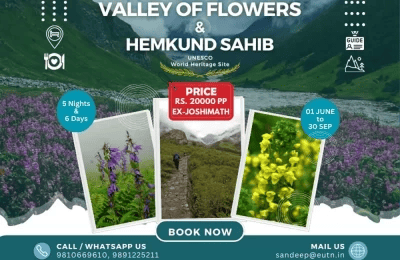 VALLEY OF FLOWERS
&
HEMKUND SAHIB
UNESCO
World Heritage Site
GUIDE
PRICE
RS. 20000 PP
EX-JOSHIMATH
5 Nights
&
6 Days
01 JUNE
to
30 SEP
BOOK NOW
CALL / WHATSAPP US
9810669610, 9891225211
MAIL US
sandeep@eutn.in